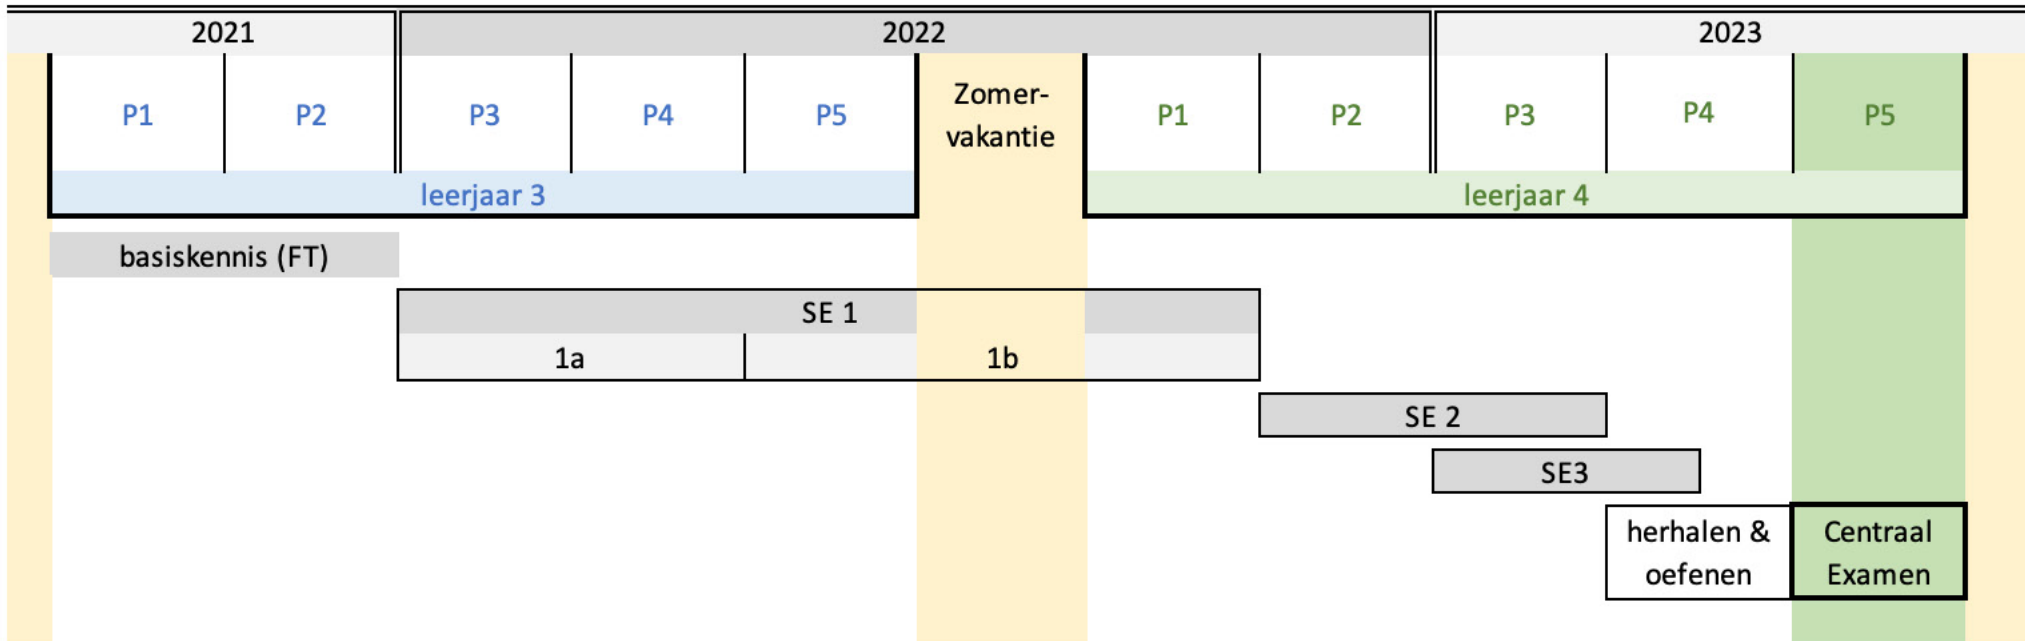 2021 2022 2023
P1 P2 P3 P4 P5 Zomer- P1 P2 P3 P4 P5
vakantie
leerjaar 3 leerjaar 4
basiskennis (FT)
SE 1
1a 1b
SE 2
SE3
herhalen & Centraal
oefenen Examen